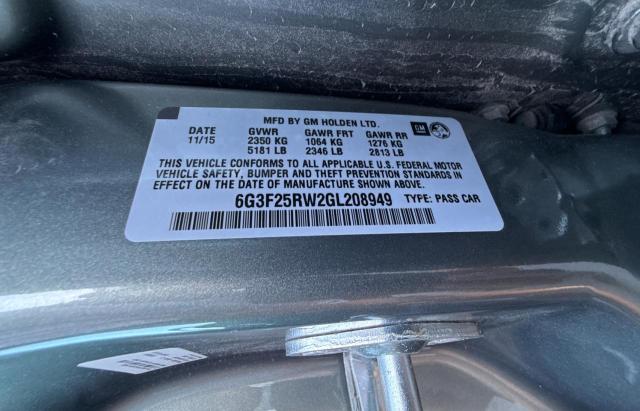 MFD BY GM HOLDEN LTD.
DATE GVWR GAWR FRT GAWR RR
11/15 2350 KG 1064 KG 1276 KG
5181 LB 2346 LB 2813 LB
GM
THIS VEHICLE CONFORMS TO ALL APPLICABLE U.S. FEDERAL MOTOR
VEHICLE SAFETY, BUMPER AND THEFT PREVENTION STANDARDS
IN EFFECT ON THE DATE OF MANUFACTURE SHOWN ABOVE.
6G3F25RW2GL208949 TYPE: PASS CAR